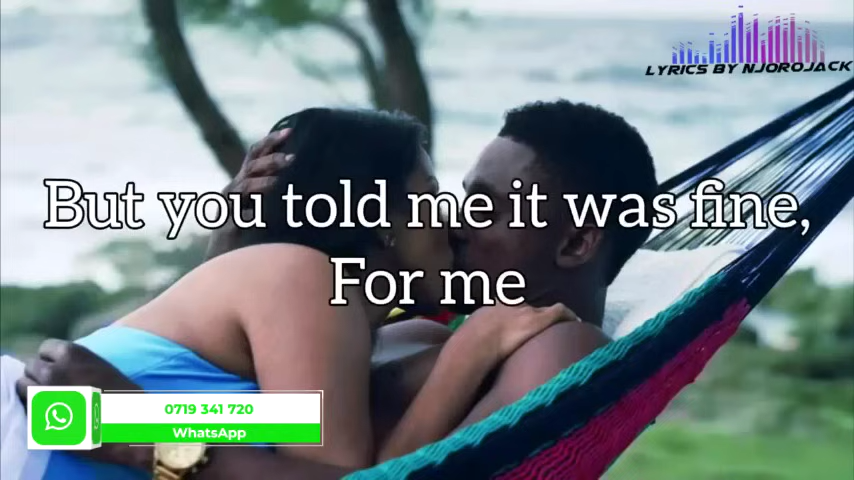 LYRICS BY NJOROJACK
But you told me it was fine,
For me
0719 341 720
WhatsApp